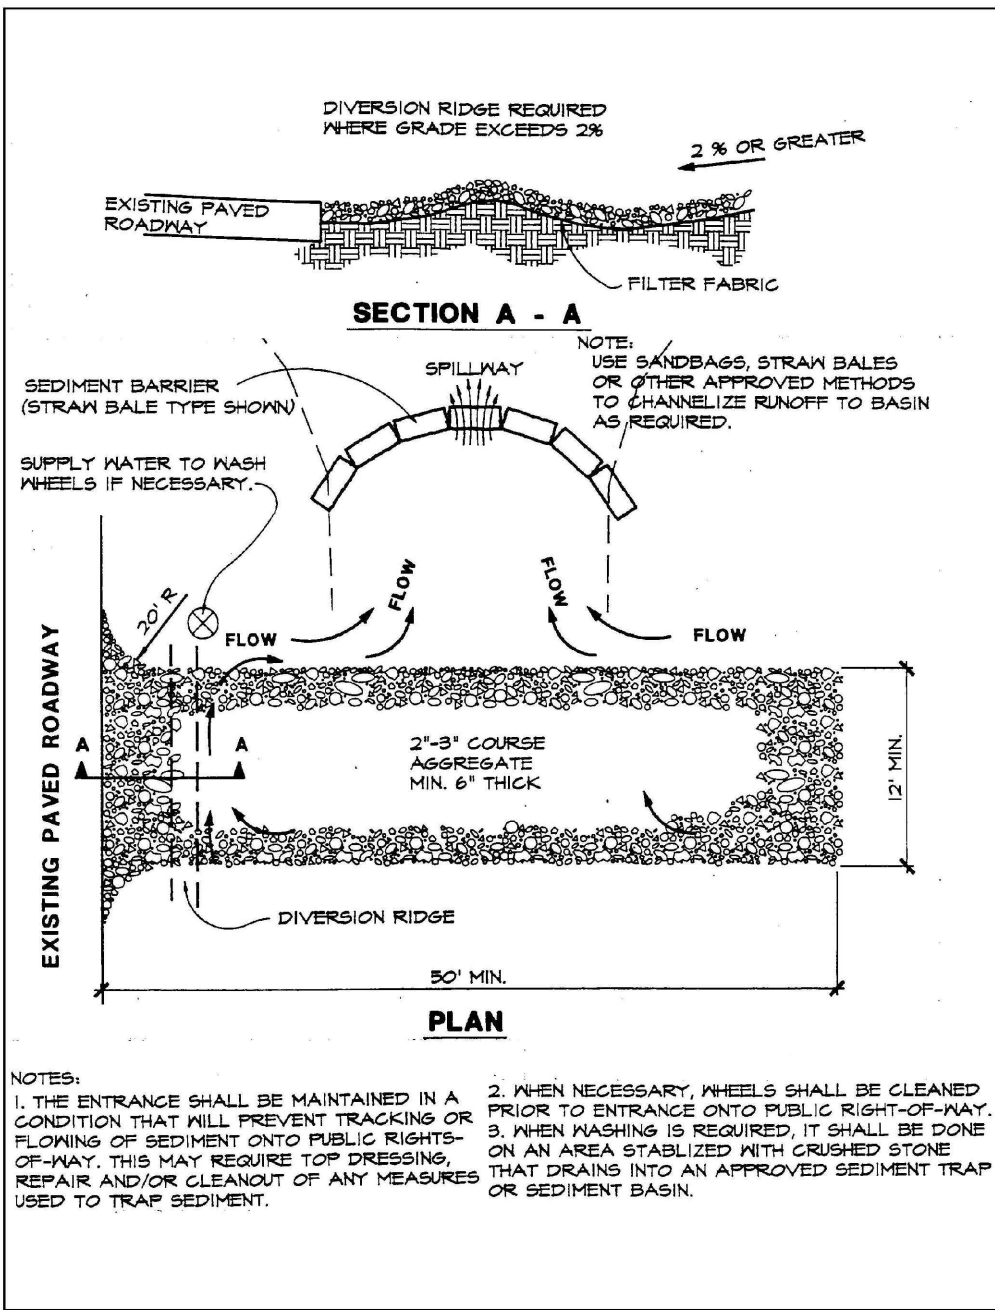 DIVERSION RIDGE REQUIRED
WHERE GRADE EXCEEDS 2%
2 % OR GREATER
EXISTING PAVED
ROADWAY
FILTER FABRIC
SECTION A - A
NOTE:
USE SANDBAGS, STRAW BALES
OR OTHER APPROVED METHODS
TO CHANNELIZE RUNOFF TO BASIN
AS REQUIRED.
SPILLWAY
SEDIMENT BARRIER
(STRAW BALE TYPE SHOWN)
SUPPLY WATER TO WASH
WHEELS IF NECESSARY.
20' R
FLOW
FLOW
FLOW
FLOW
EXISTING PAVED ROADWAY
A
A
2"-3" COURSE
AGGREGATE
MIN. 6" THICK
12' MIN.
DIVERSION RIDGE
50' MIN.
PLAN
NOTES:
1. THE ENTRANCE SHALL BE MAINTAINED IN A
CONDITION THAT WILL PREVENT TRACKING OR
FLOWING OF SEDIMENT ONTO PUBLIC RIGHTS-
OF-WAY. THIS MAY REQUIRE TOP DRESSING,
REPAIR AND/OR CLEANOUT OF ANY MEASURES
USED TO TRAP SEDIMENT.
2. WHEN NECESSARY, WHEELS SHALL BE CLEANED
PRIOR TO ENTRANCE ONTO PUBLIC RIGHT-OF-WAY.
3. WHEN WASHING IS REQUIRED, IT SHALL BE DONE
ON AN AREA STABLIZED WITH CRUSHED STONE
THAT DRAINS INTO AN APPROVED SEDIMENT TRAP
OR SEDIMENT BASIN.